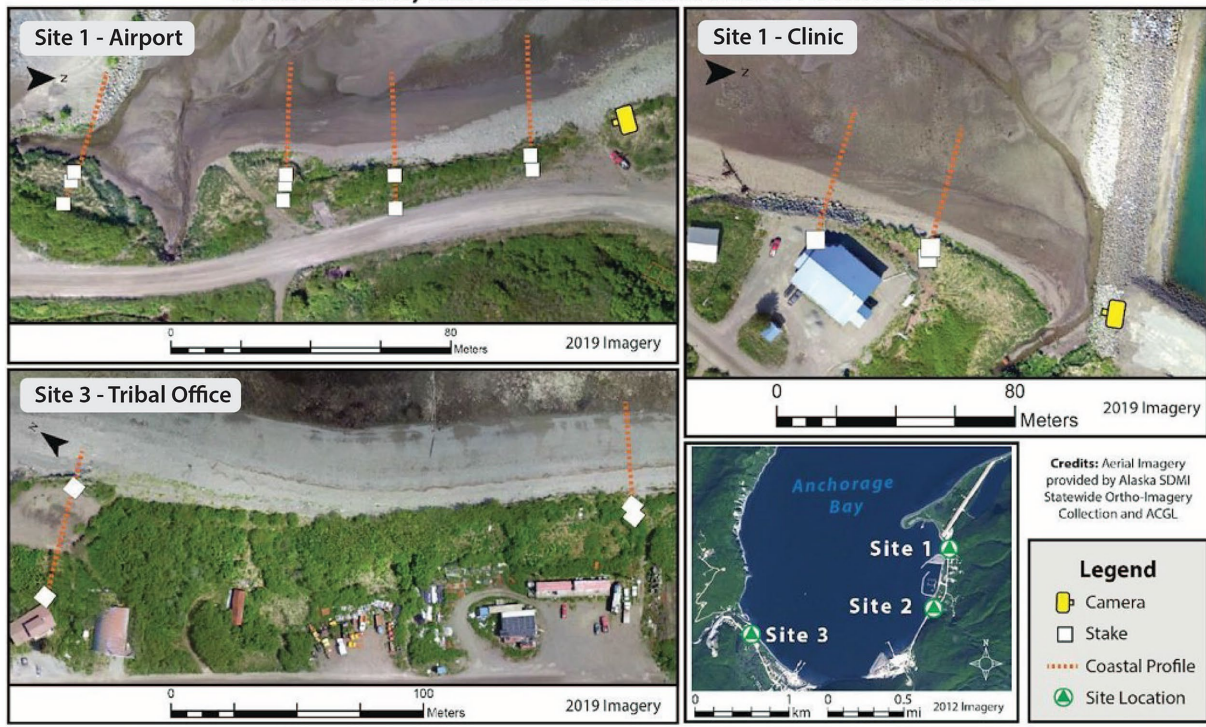 Site 1 - Airport
Z
0
80
Meters
2019 Imagery
Site 1 - Clinic
Z
0
80
Meters
2019 Imagery
Site 3 - Tribal Office
N
0
100
Meters
2019 Imagery
Anchorage
Bay
Site 1
Site 2
Site 3
N
0
1
km
0
0.5
mi
2012 Imagery
Credits: Aerial Imagery
provided by Alaska SDMI
Statewide Ortho-Imagery
Collection and ACGL
Legend
Camera
Stake
Coastal Profile
Site Location